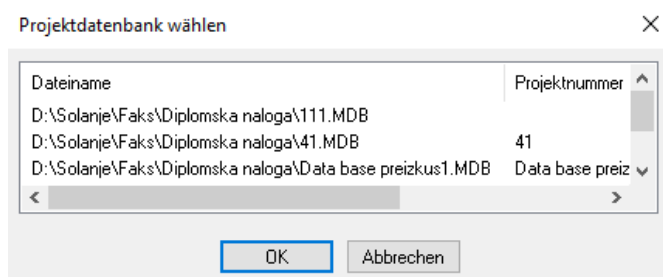 Projektdatenbank wählen
Dateiname Projektnummer
D:\Solanje\Faks\Diplomska naloga\111.MDB
D:\Solanje\Faks\Diplomska naloga\41.MDB 41
D:\Solanje\Faks\Diplomska naloga\Data base preizkus1.MDB Data base preiz
OK Abbrechen